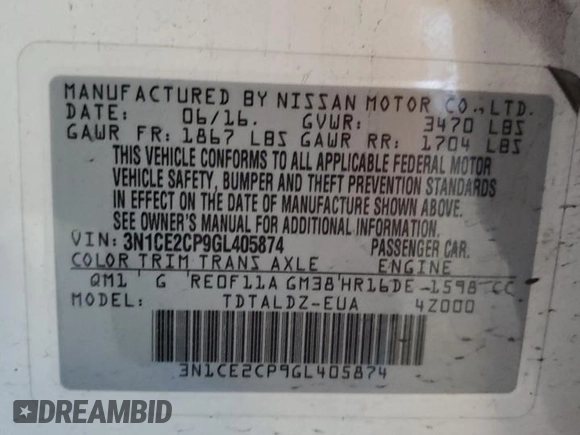 MANUFACTURED BY NISSAN MOTOR CO., LTD.
DATE: 06/16. GVWR: 3470 LBS
GAWR FR: 1867 LBS GAWR RR: 1704 LBS
THIS VEHICLE CONFORMS TO ALL APPLICABLE FEDERAL MOTOR
VEHICLE SAFETY, BUMPER AND THEFT PREVENTION STANDARDS
IN EFFECT ON THE DATE OF MANUFACTURE SHOWN ABOVE.
SEE OWNER'S MANUAL FOR ADDITIONAL INFORMATION.
VIN: 3N1CE2CP9GL405874 PASSENGER CAR.
COLOR TRIM TRANS AXLE ENGINE
QM1 G RE0F11A GM38 HR16DE -1598 CC
MODEL: TDTALDZ-EUA 4Z000
3N1CE2CP9GL405874
DREAMBID